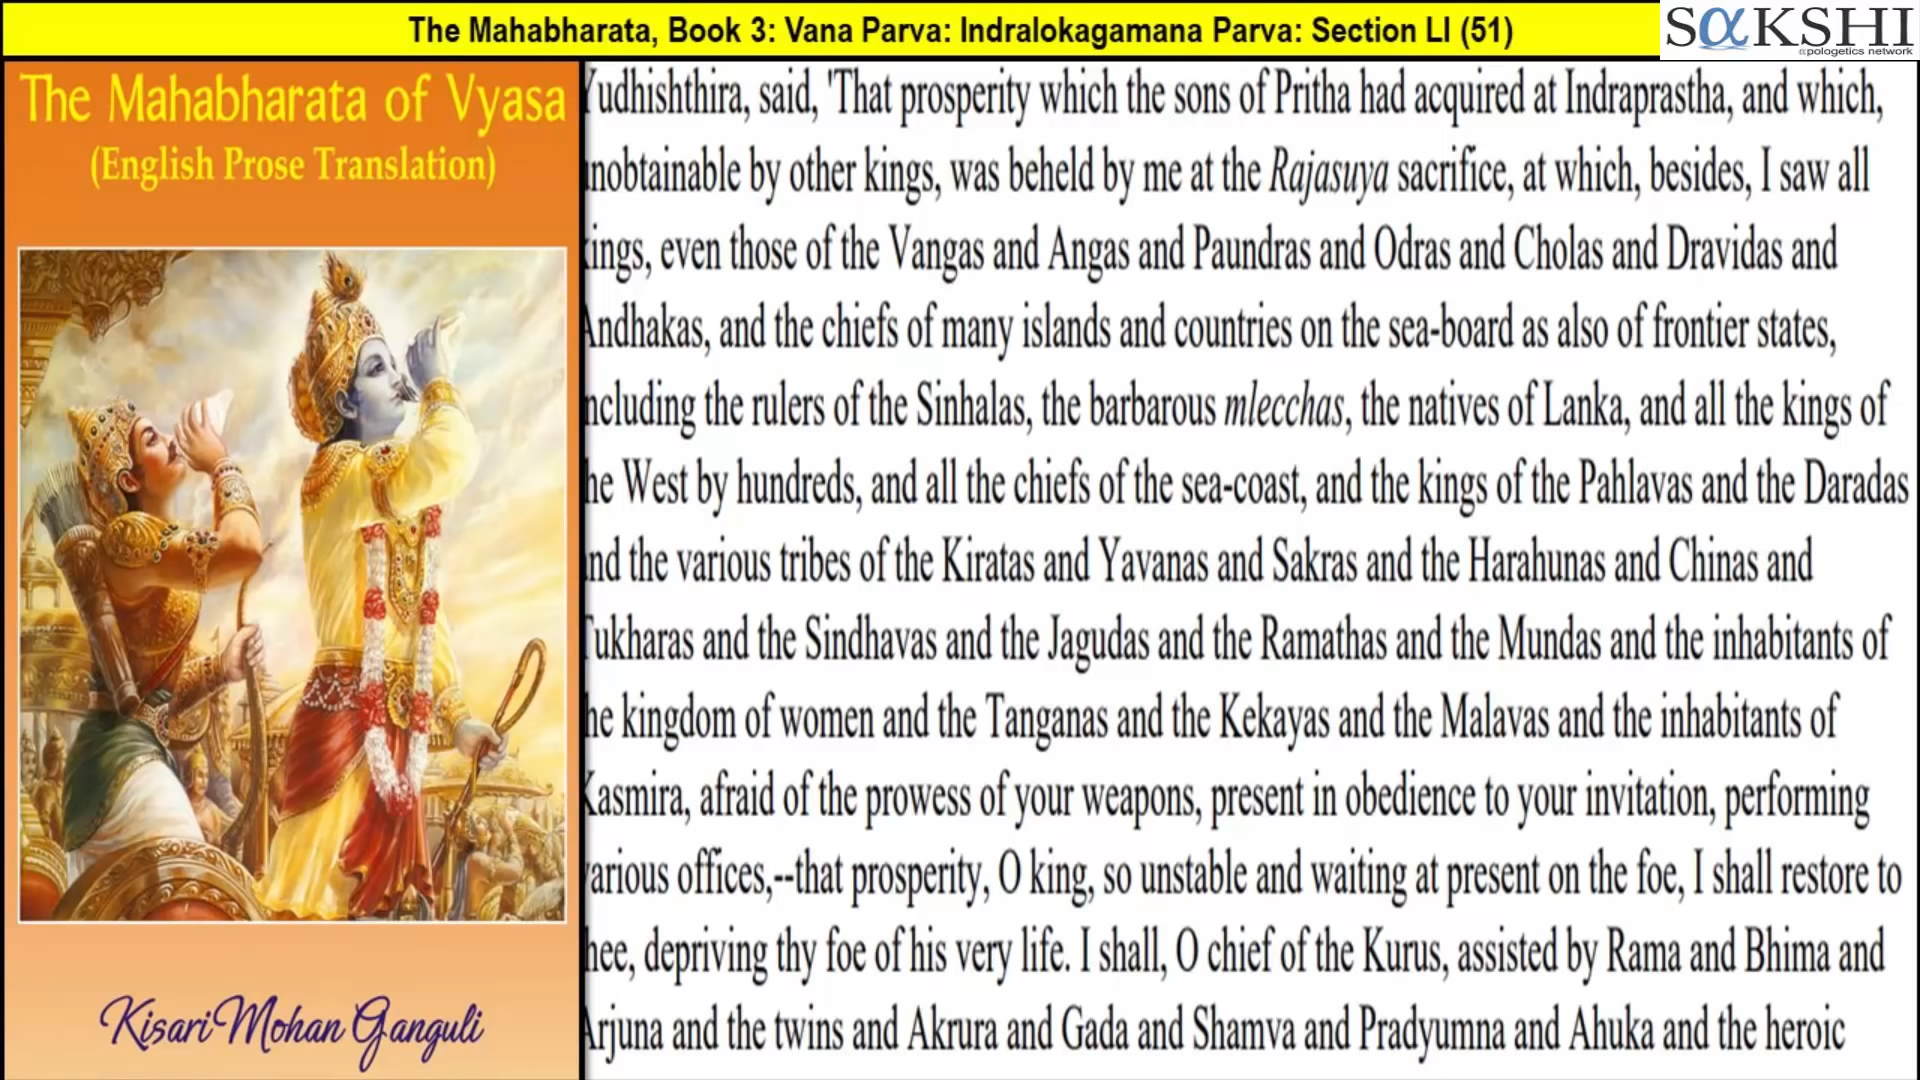 The Mahabharata, Book 3: Vana Parva: Indralokagamana Parva: Section LI (51)
SαKSHI
αpologetics network
The Mahabharata of Vyasa
(English Prose Translation)
Kisari Mohan Ganguli
Yudhishthira, said, 'That prosperity which the sons of Pritha had acquired at Indraprastha, and which,
nobtainable by other kings, was beheld by me at the Rajasuya sacrifice, at which, besides, I saw all
kings, even those of the Vangas and Angas and Paundras and Odras and Cholas and Dravidas and
Andhakas, and the chiefs of many islands and countries on the sea-board as also of frontier states,
ncluding the rulers of the Sinhalas, the barbarous mlecchas, the natives of Lanka, and all the kings of
he West by hundreds, and all the chiefs of the sea-coast, and the kings of the Pahlavas and the Daradas
nd the various tribes of the Kiratas and Yavanas and Sakras and the Harahunas and Chinas and
Tukharas and the Sindhavas and the Jagudas and the Ramathas and the Mundas and the inhabitants of
he kingdom of women and the Tanganas and the Kekayas and the Malavas and the inhabitants of
Kasmira, afraid of the prowess of your weapons, present in obedience to your invitation, performing
various offices,--that prosperity, O king, so unstable and waiting at present on the foe, I shall restore to
hee, depriving thy foe of his very life. I shall, O chief of the Kurus, assisted by Rama and Bhima and
Arjuna and the twins and Akrura and Gada and Shamva and Pradyumna and Ahuka and the heroic